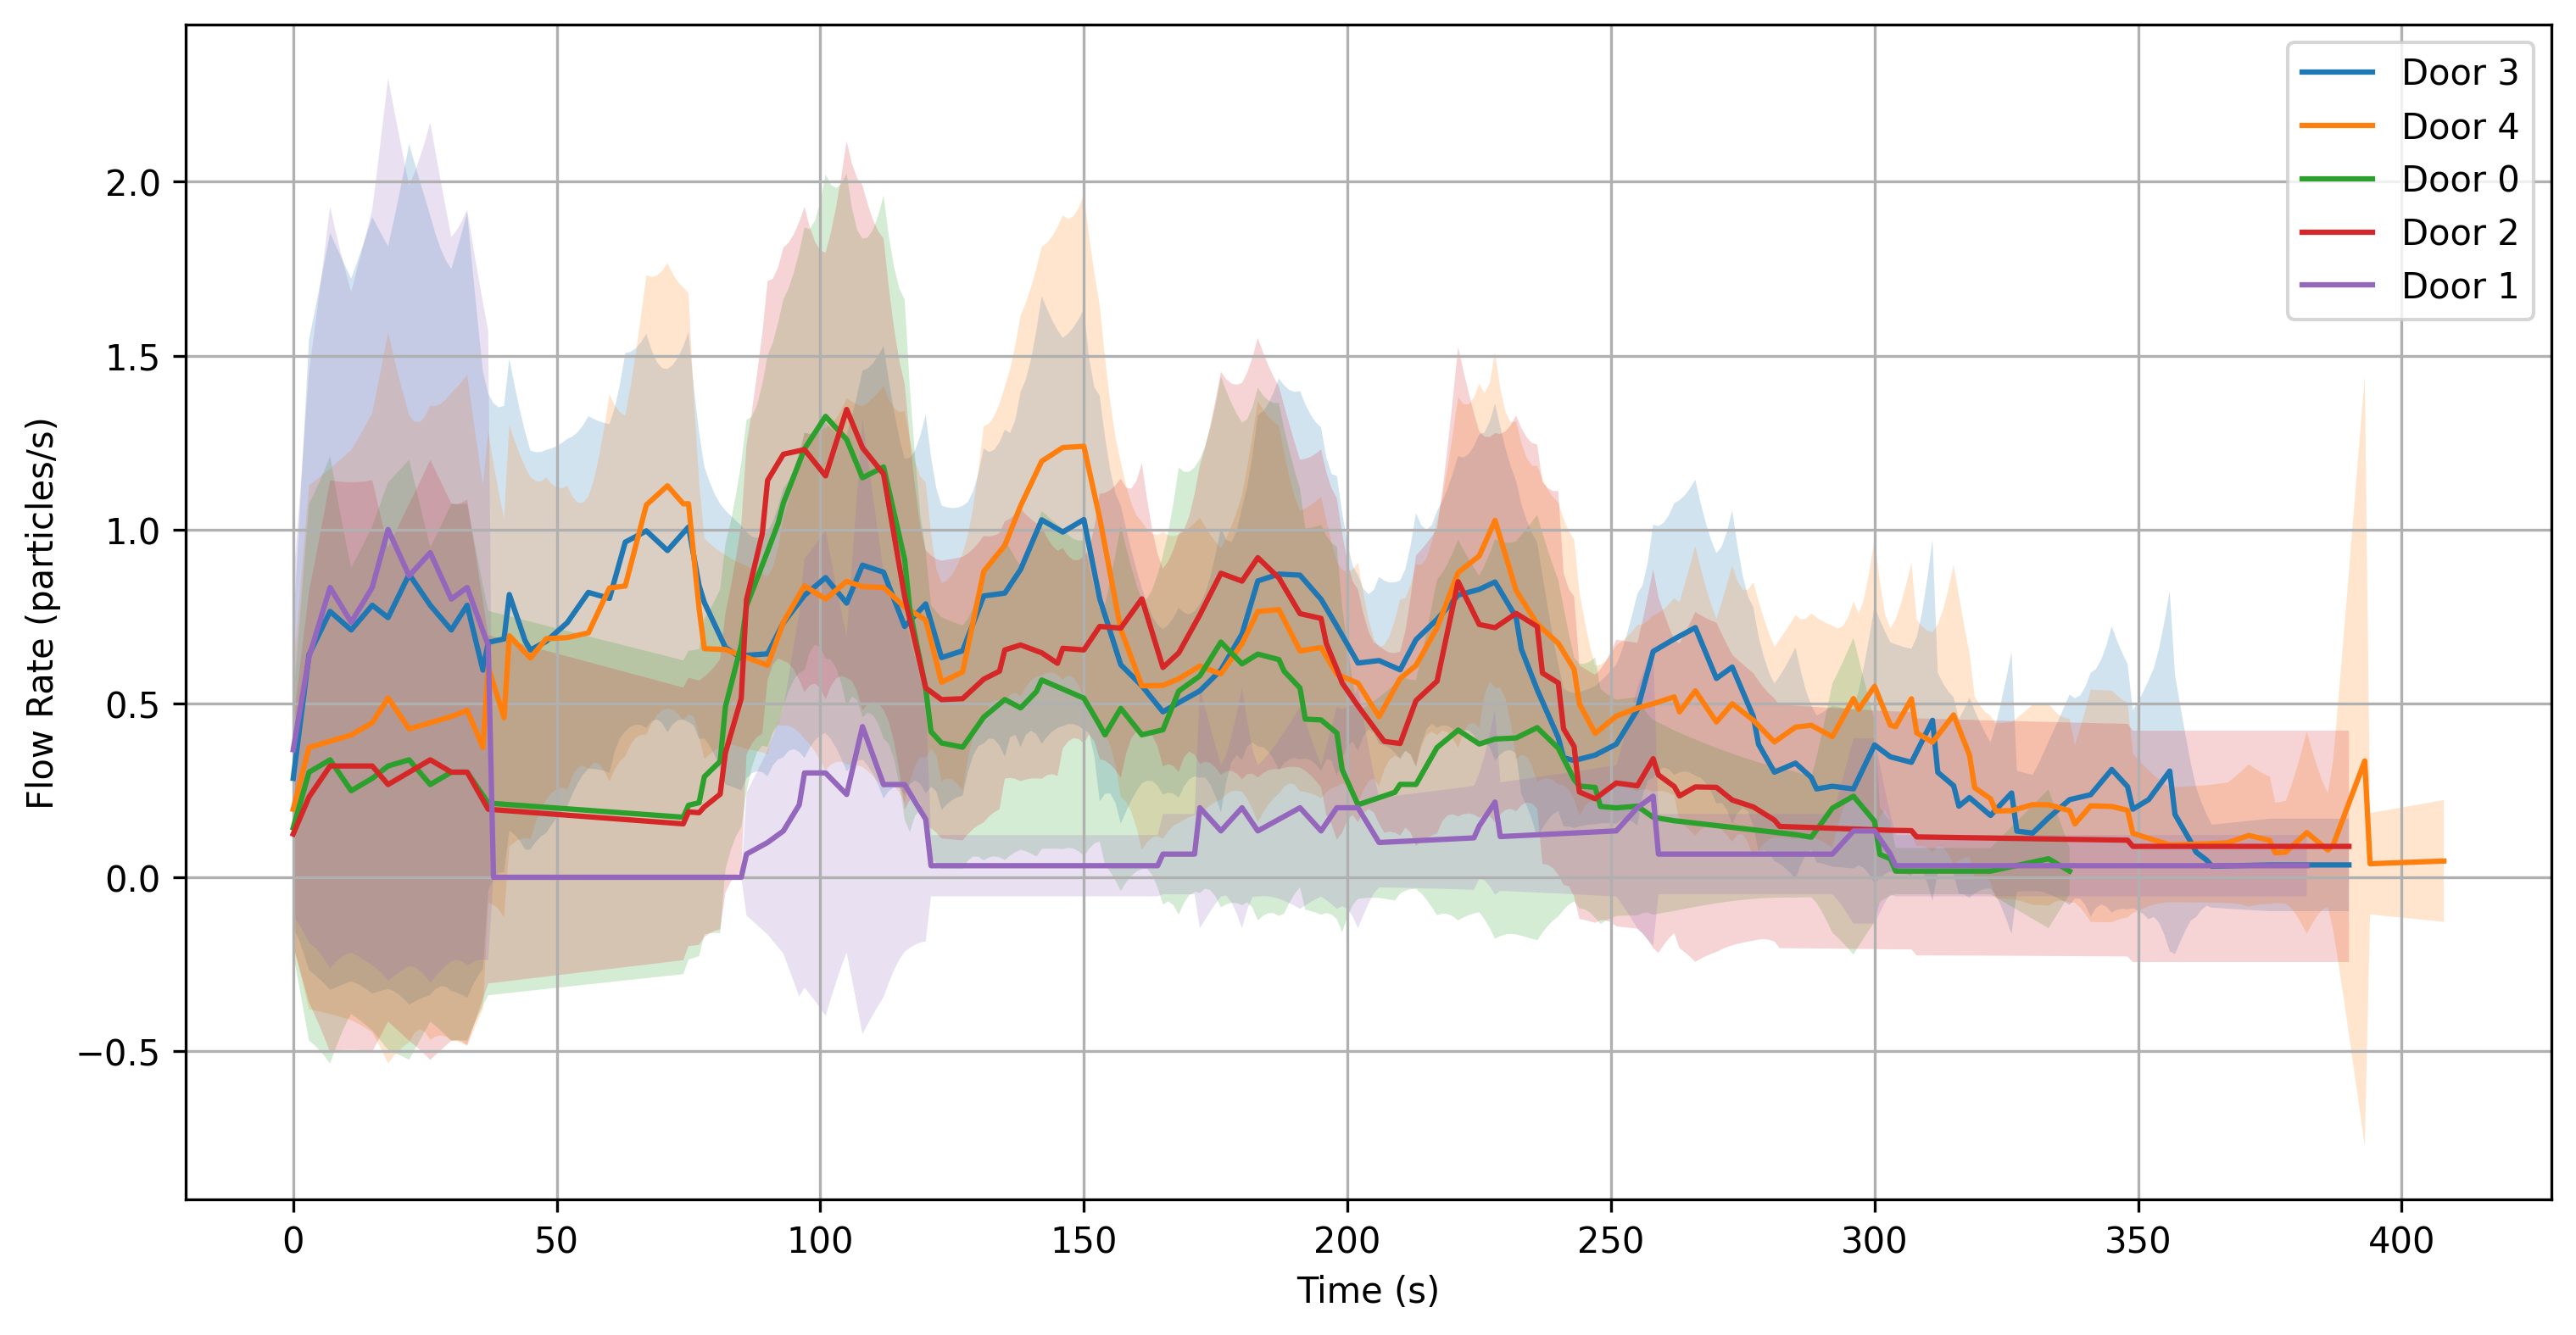 Door 3
Door 4
Door 0
Door 2
Door 1
2.0
1.5
1.0
0.5
0.0
−0.5
Flow Rate (particles/s)
0 50 100 150 200 250 300 350 400
Time (s)